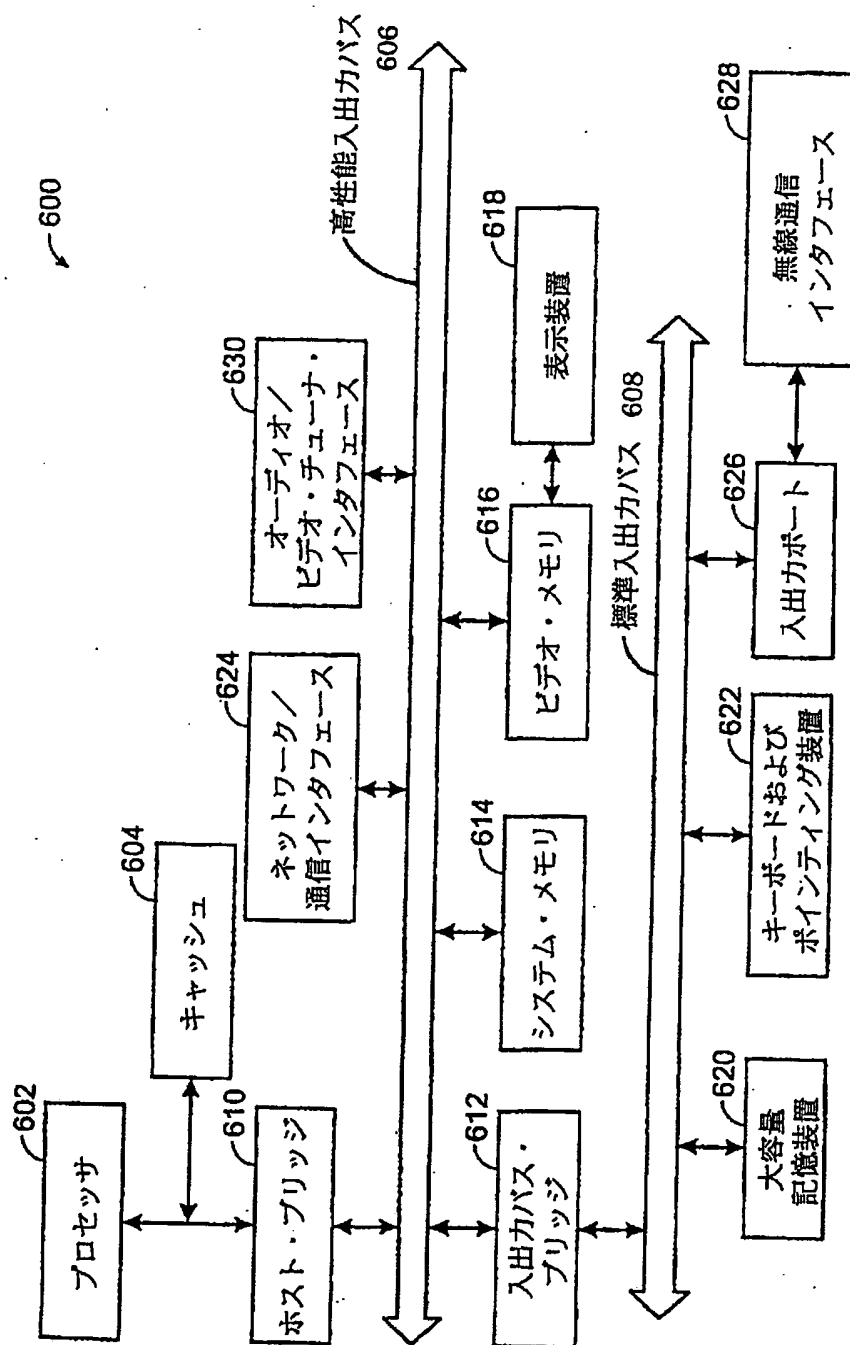 600
602
プロセッサ
604
キャッシュ
610
ホスト・ブリッジ
624
ネットワーク／
通信インタフェース
630
オーディオ／
ビデオ・チューナ・
インタフェース
高性能入出力バス
606
612
入出力バス・
ブリッジ
614
システム・メモリ
616
ビデオ・メモリ
618
表示装置
標準入出力バス 608
620
大容量
記憶装置
622
キーボードおよび
ポインティング装置
626
入出力ポート
628
無線通信
インタフェース